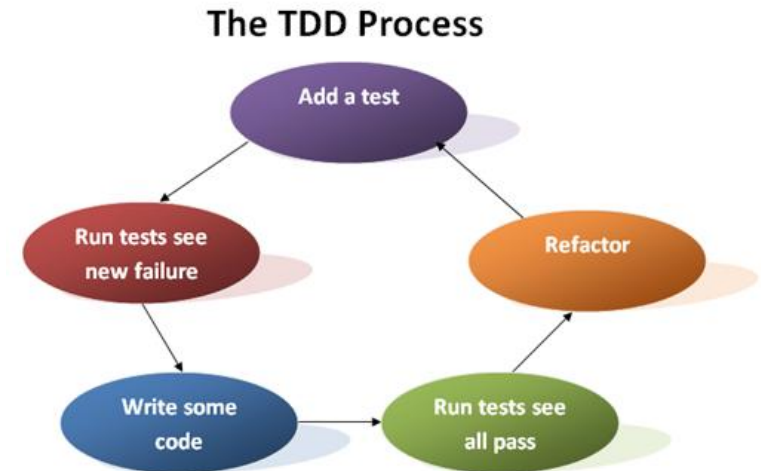 The TDD Process
Add a test
Run tests see
new failure
Write some
code
Run tests see
all pass
Refactor